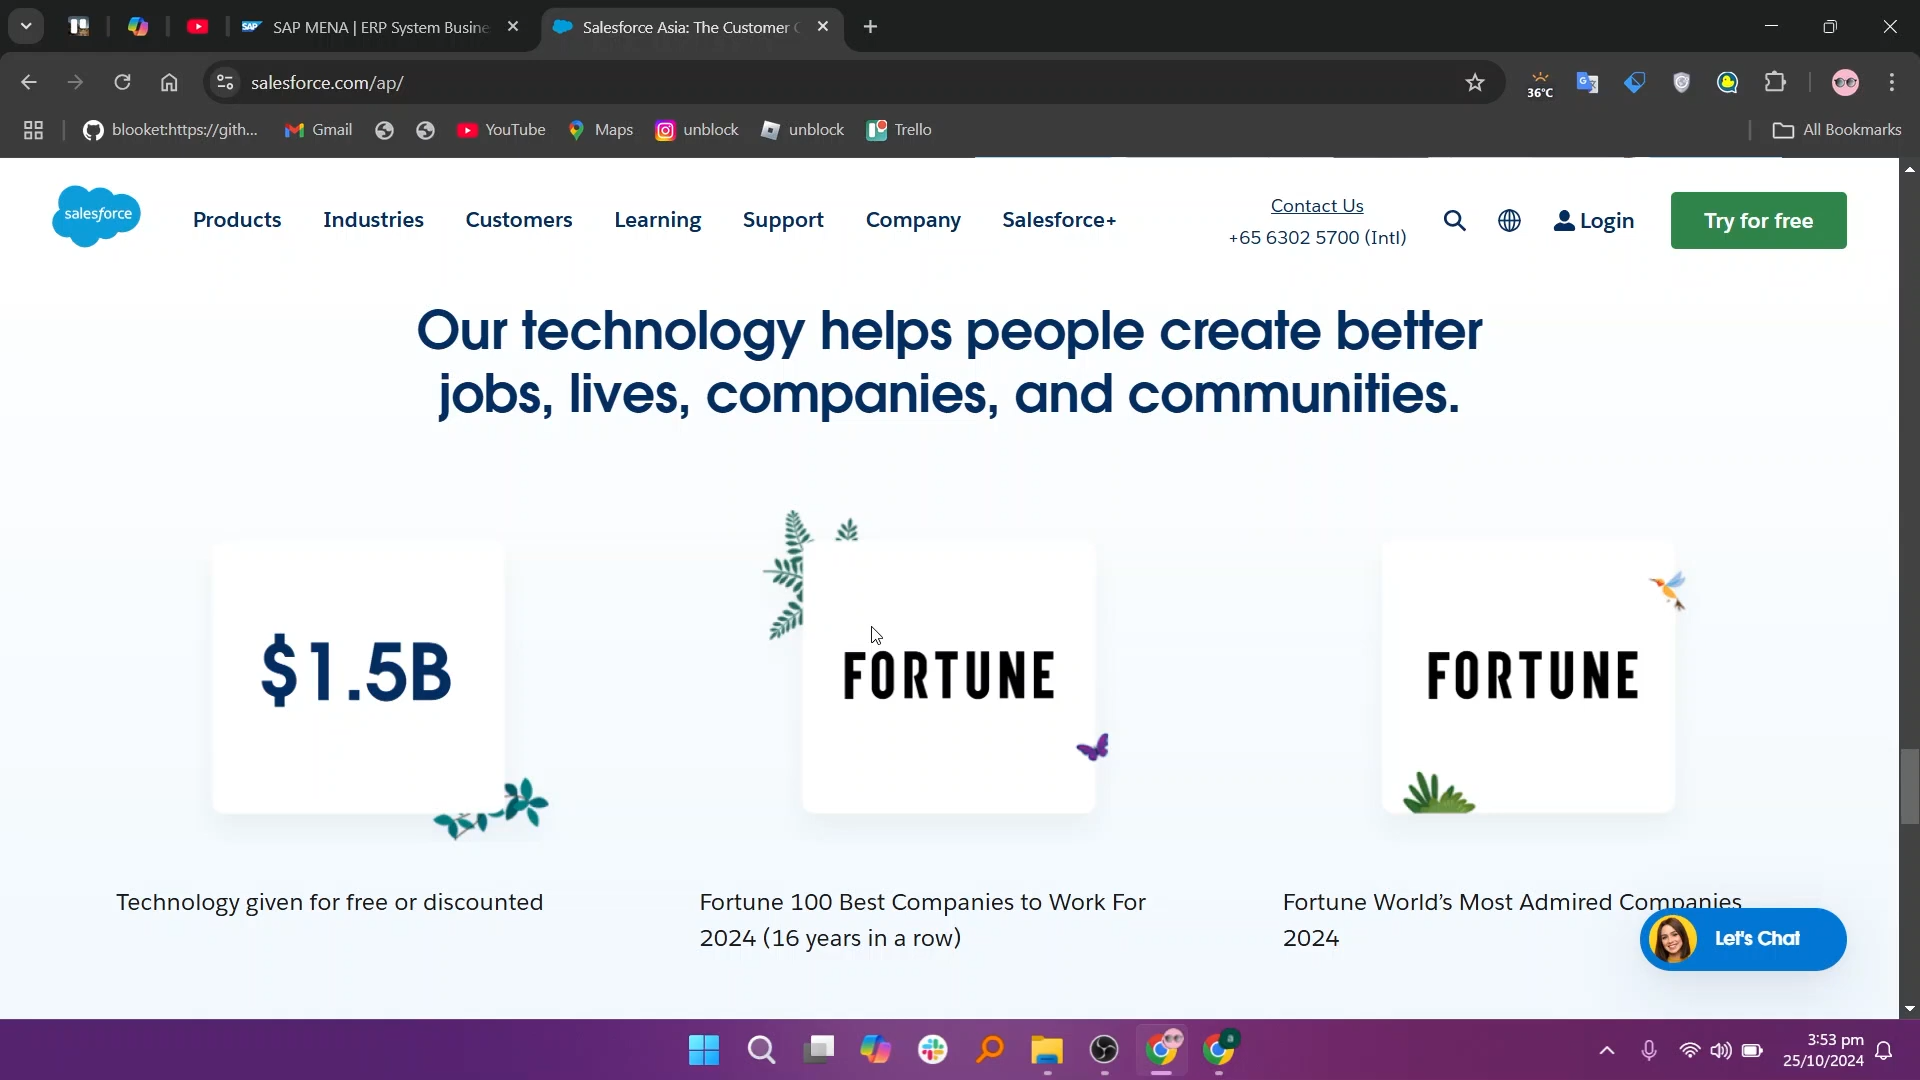 SAP MENA | ERP System Busine
Salesforce Asia: The Customer
salesforce.com/ap/
36°C
blooket:https://gith...
Gmail
YouTube
Maps
unblock
unblock
Trello
All Bookmarks
salesforce
Products
Industries
Customers
Learning
Support
Company
Salesforce+
Contact Us
+65 6302 5700 (Intl)
Login
Try for free
Our technology helps people create better
jobs, lives, companies, and communities.
$1.5B
FORTUNE
FORTUNE
Technology given for free or discounted
Fortune 100 Best Companies to Work For
2024 (16 years in a row)
Fortune World’s Most Admired Companies
2024
Let's Chat
3:53 pm
25/10/2024